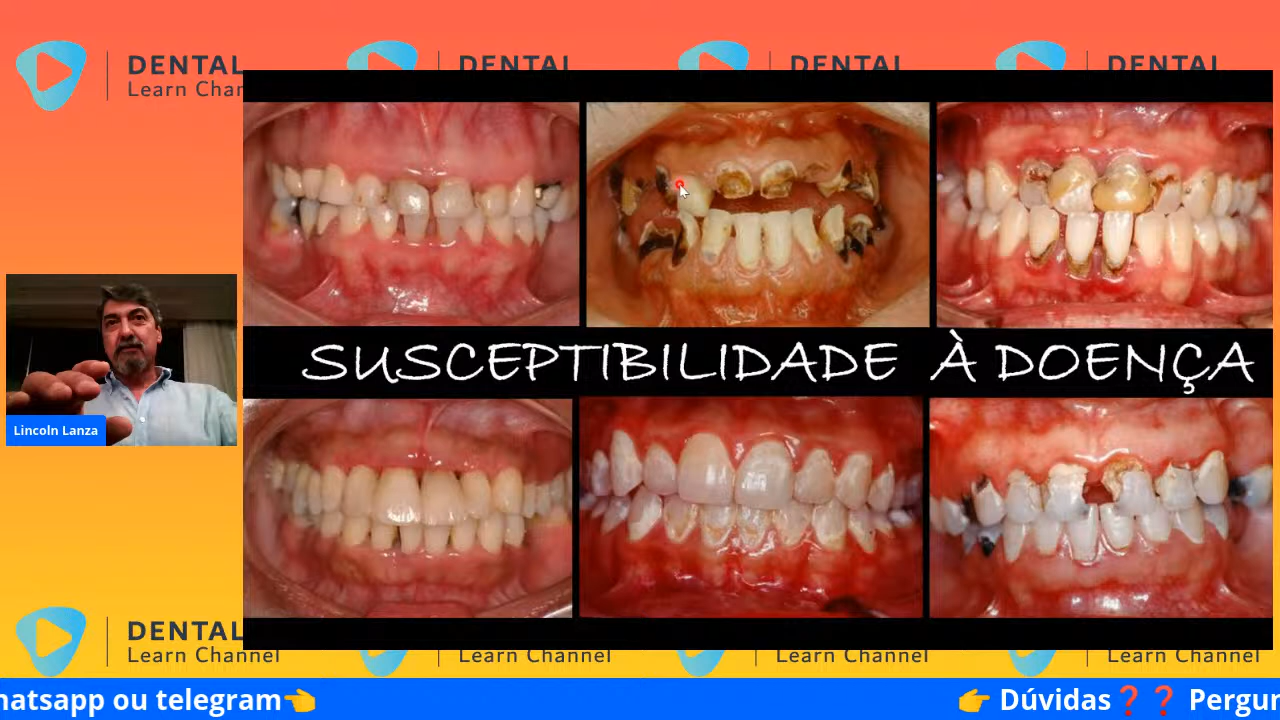 DENTAL
Learn Chan
DENTAL
DENTAL
DENTAL
SUSCEPTIBILIDADE À DOENÇA
Lincoln Lanza
DENTAL
Learn Channel
Learn Channel
Learn Channel
Learn Channel
hatsapp ou telegram👈
👉 Dúvidas❓❓ Pergun